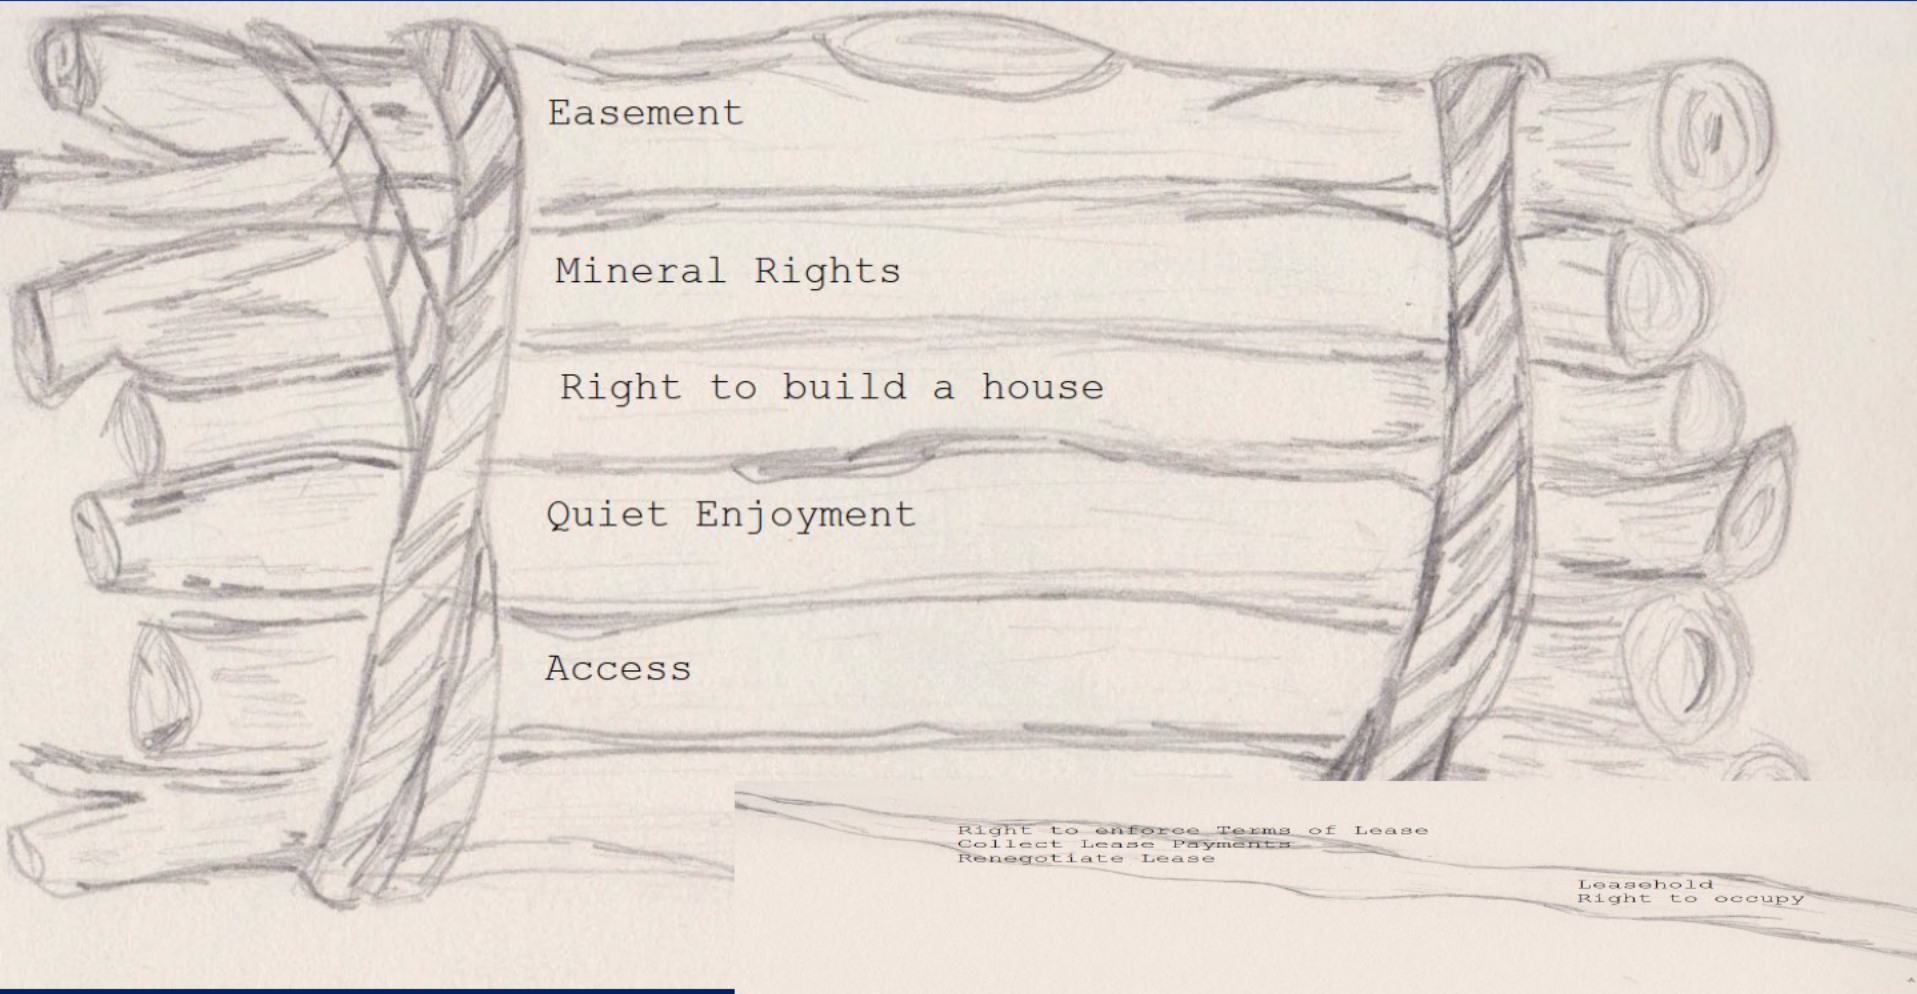 Easement
Mineral Rights
Right to build a house
Quiet Enjoyment
Access
Right to enforce Terms of Lease
Collect Lease Payments
Renegotiate Lease
Leasehold
Right to occupy